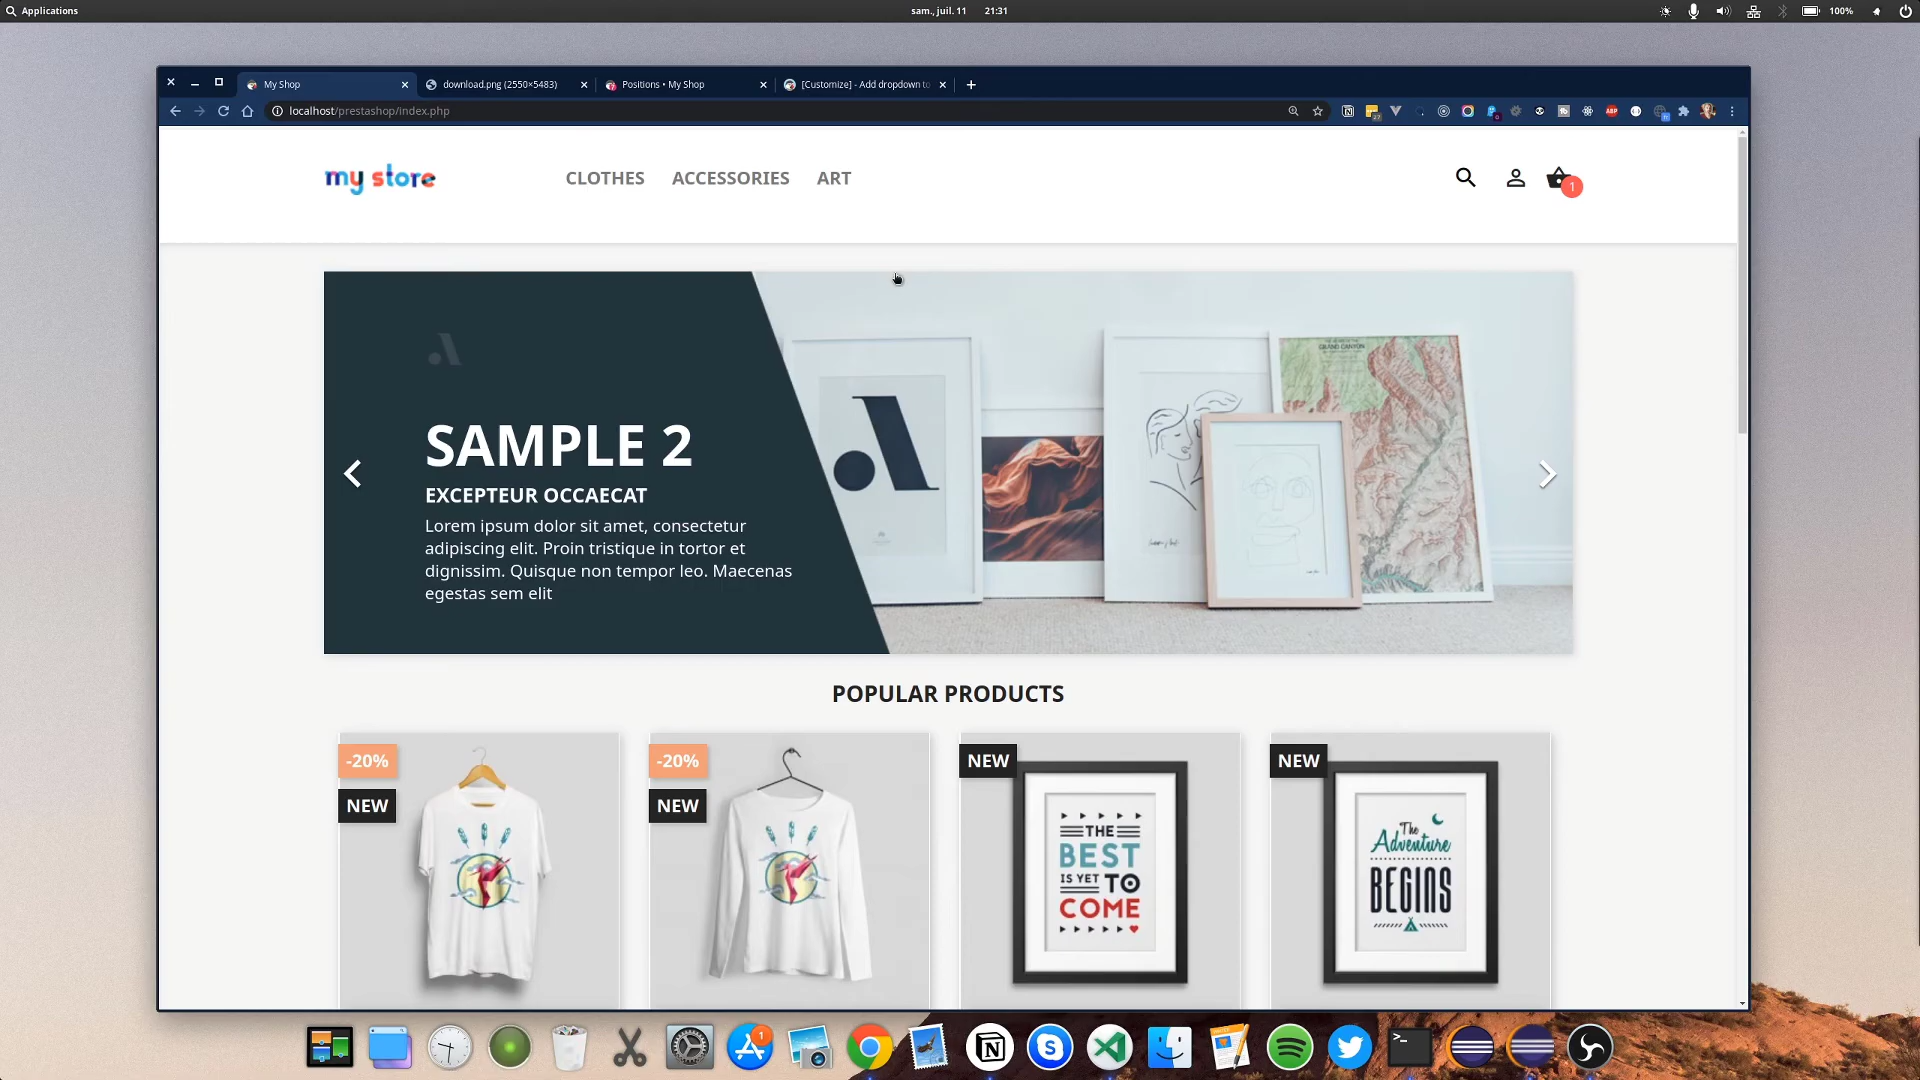 Applications
sam., juil. 11 21:31
100%
My Shop
download.png (2550×5483)
Positions • My Shop
[Customize] - Add dropdown to
localhost/prestashop/index.php
my store
CLOTHES
ACCESSORIES
ART
1
SAMPLE 2
EXCEPTEUR OCCAECAT
Lorem ipsum dolor sit amet, consectetur
adipiscing elit. Proin tristique in tortor et
dignissim. Quisque non tempor leo. Maecenas
egestas sem elit
GRAND CANYON
POPULAR PRODUCTS
-20%
NEW
-20%
NEW
NEW
THE
BEST
IS YET TO
COME
NEW
The
Adventure
BEGINS
1